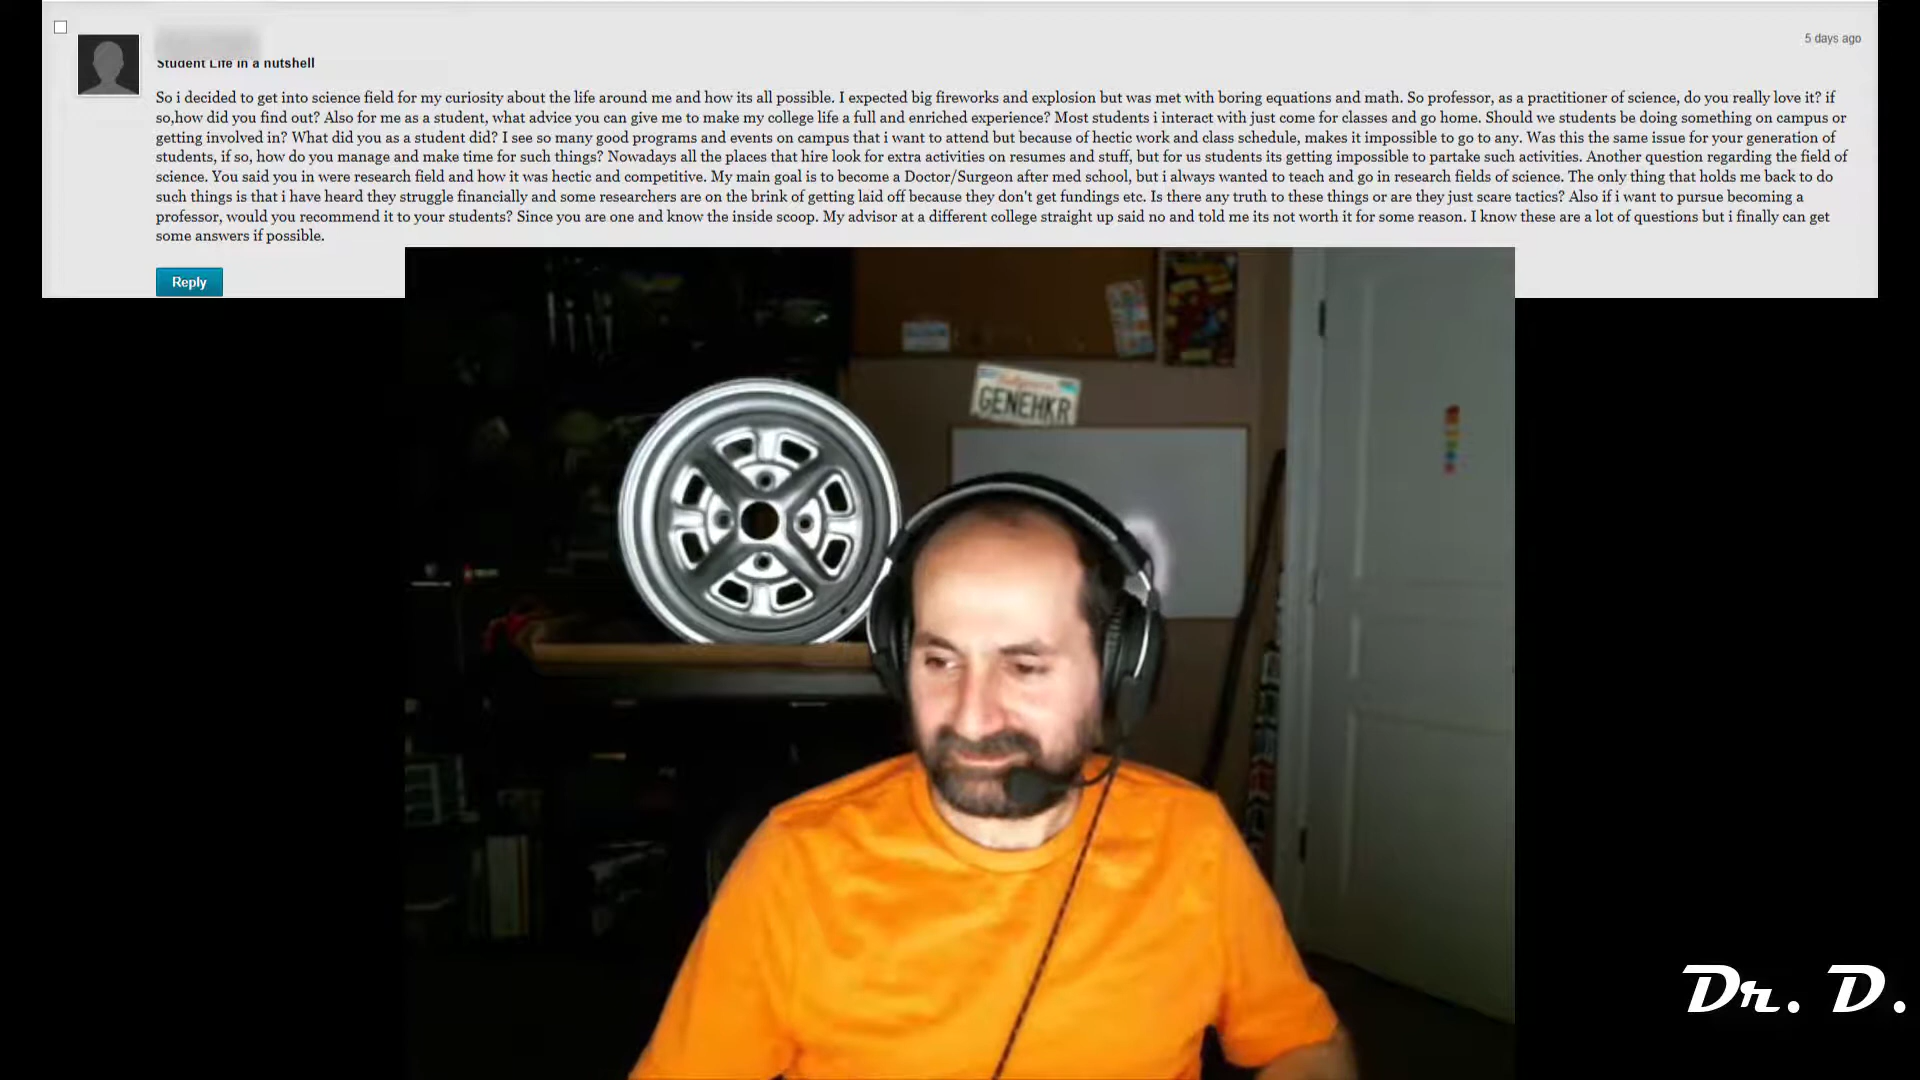 5 days ago
Student Life in a nutshell
So i decided to get into science field for my curiosity about the life around me and how its all possible. I expected big fireworks and explosion but was met with boring equations and math. So professor, as a practitioner of science, do you really love it? if
so,how did you find out? Also for me as a student, what advice you can give me to make my college life a full and enriched experience? Most students i interact with just come for classes and go home. Should we students be doing something on campus or
getting involved in? What did you as a student did? I see so many good programs and events on campus that i want to attend but because of hectic work and class schedule, makes it impossible to go to any. Was this the same issue for your generation of
students, if so, how do you manage and make time for such things? Nowadays all the places that hire look for extra activities on resumes and stuff, but for us students its getting impossible to partake such activities. Another question regarding the field of
science. You said you in were research field and how it was hectic and competitive. My main goal is to become a Doctor/Surgeon after med school, but i always wanted to teach and go in research fields of science. The only thing that holds me back to do
such things is that i have heard they struggle financially and some researchers are on the brink of getting laid off because they don't get fundings etc. Is there any truth to these things or are they just scare tactics? Also if i want to pursue becoming a
professor, would you recommend it to your students? Since you are one and know the inside scoop. My advisor at a different college straight up said no and told me its not worth it for some reason. I know these are a lot of questions but i finally can get
some answers if possible.
Reply
GENEHKR
Dr. D.